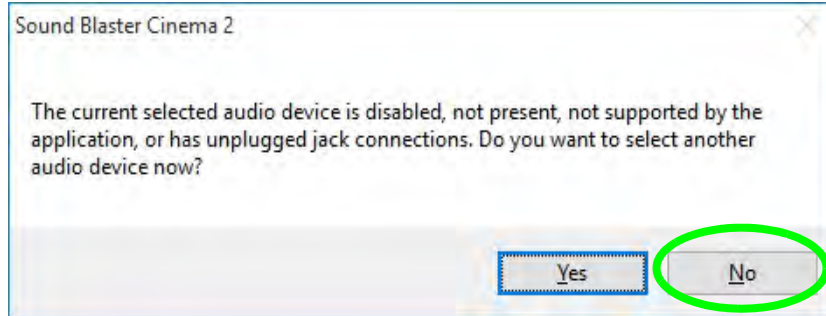 Sound Blaster Cinema 2
The current selected audio device is disabled, not present, not supported by the
application, or has unplugged jack connections. Do you want to select another
audio device now?
Yes
No